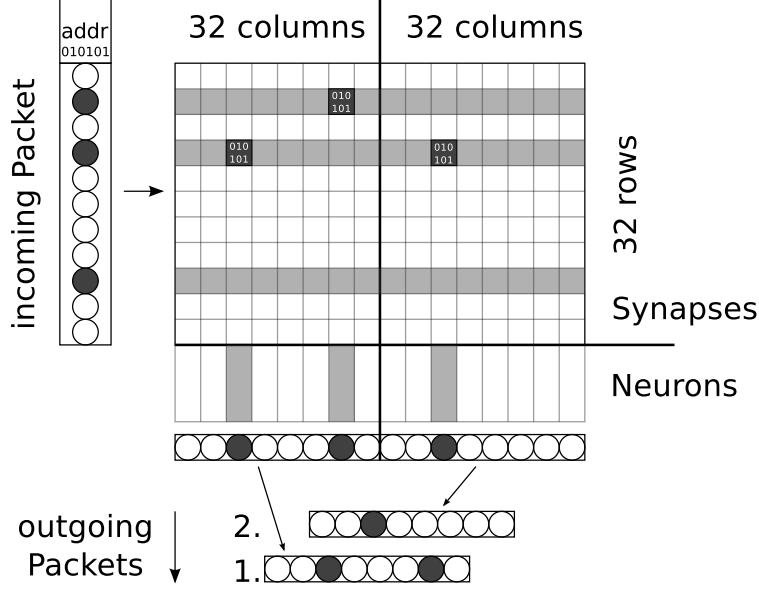 32 columns
32 columns
addr
010101
incoming Packet
010
101
010
101
010
101
32 rows
Synapses
Neurons
outgoing
Packets
2.
1.